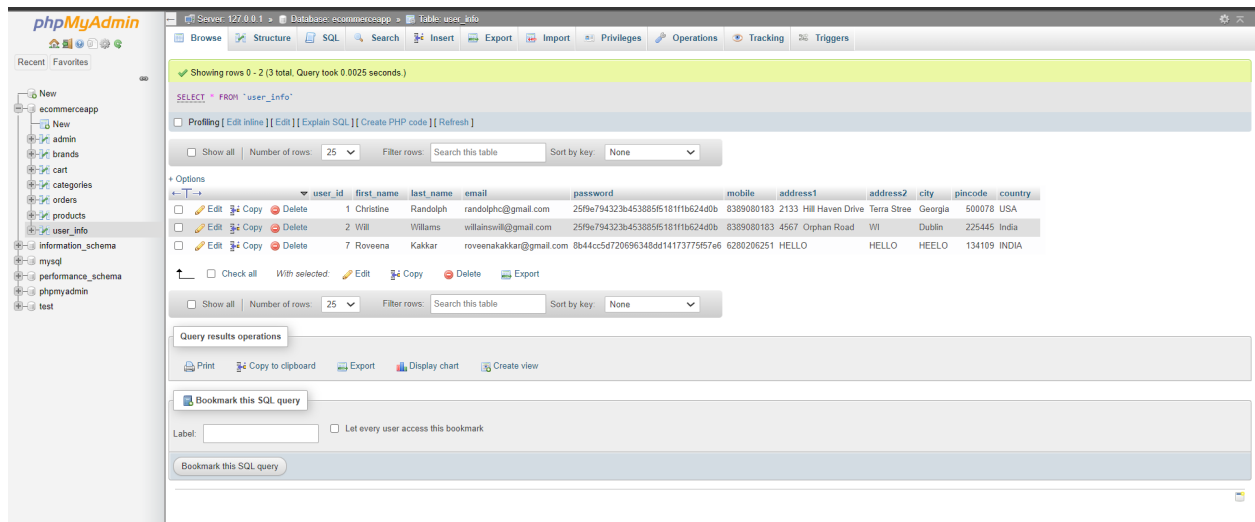 phpMyAdmin
Recent Favorites
New
ecommerceapp
New
admin
brands
cart
categories
orders
products
user_info
information_schema
mysql
performance_schema
phpmyadmin
test
Server: 127.0.0.1 » Database: ecommerceapp » Table: user_info
Browse Structure SQL Search Insert Export Import Privileges Operations Tracking Triggers
Showing rows 0 - 2 (3 total, Query took 0.0025 seconds.)
SELECT * FROM `user_info`
Profiling [ Edit inline ] [ Edit ] [ Explain SQL ] [ Create PHP code ] [ Refresh ]
Show all | Number of rows: 25 Filter rows: Search this table Sort by key: None
+ Options
←T→ user_id first_name last_name email password mobile address1 address2 city pincode country
Edit Copy Delete 1 Christine Randolph randolphc@gmail.com 25f9e794323b453885f5181f1b624d0b 8389080183 2133 Hill Haven Drive Terra Stree Georgia 500078 USA
Edit Copy Delete 2 Will Willams willainswill@gmail.com 25f9e794323b453885f5181f1b624d0b 8389080183 4567 Orphan Road WI Dublin 225445 India
Edit Copy Delete 7 Roveena Kakkar roveenakakkar@gmail.com 8b44cc5d720696348dd14173775f57e6 6280206251 HELLO HELLO HEELO 134109 INDIA
Check all With selected: Edit Copy Delete Export
Show all | Number of rows: 25 Filter rows: Search this table Sort by key: None
Query results operations
Print Copy to clipboard Export Display chart Create view
Bookmark this SQL query
Label: Let every user access this bookmark
Bookmark this SQL query